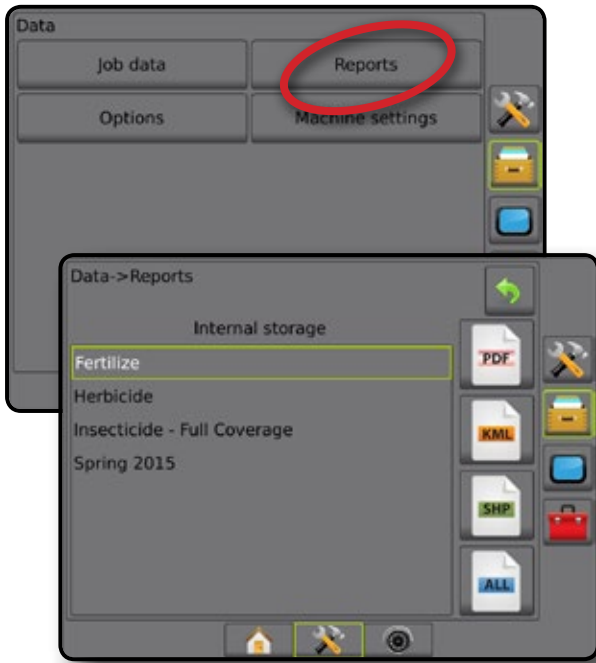 Data
Job data
Reports
Options
Machine settings
Data->Reports
Internal storage
Fertilize
Herbicide
Insecticide - Full Coverage
Spring 2015
PDF
KML
SHP
ALL